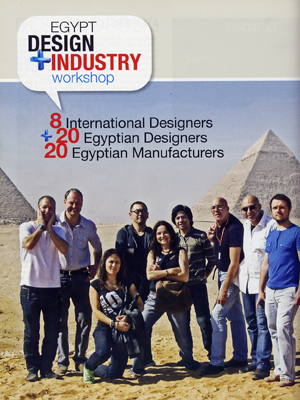 EGYPT
DESIGN
+INDUSTRY
workshop
8 International Designers
+20 Egyptian Designers
20 Egyptian Manufacturers